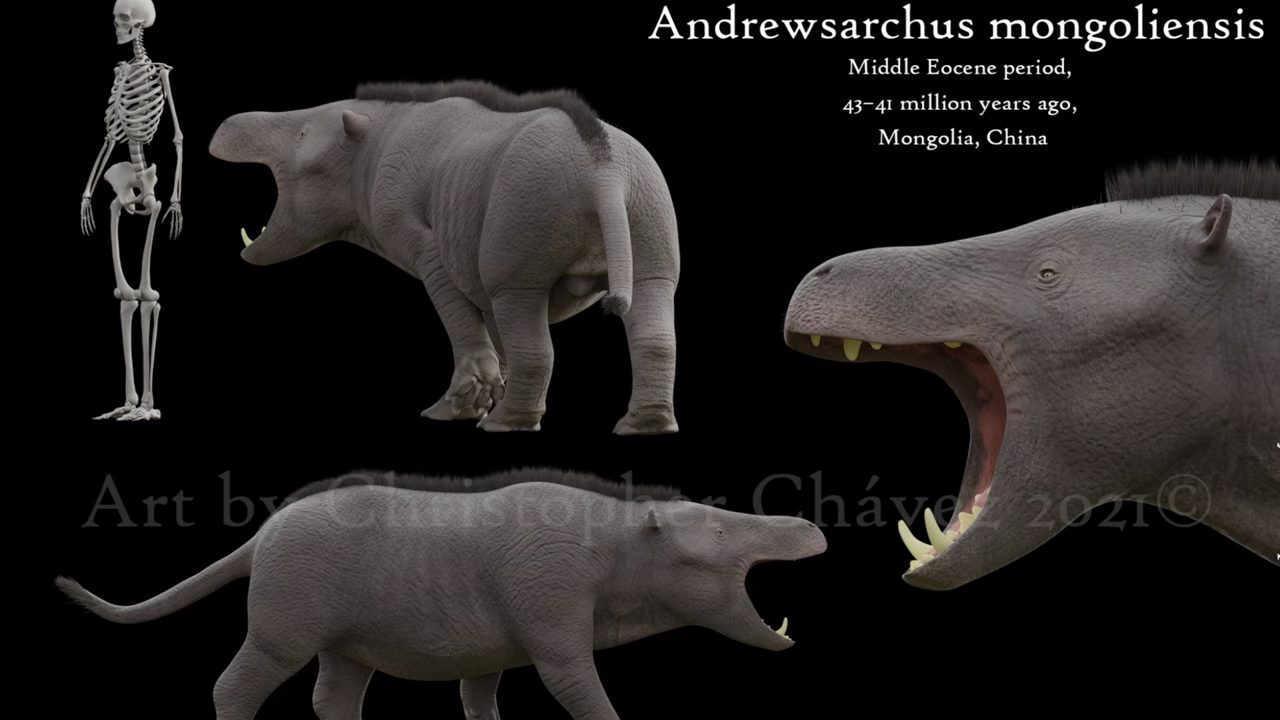 Andrewsarchus mongoliensis
Middle Eocene period,
43–41 million years ago,
Mongolia, China
Art by Christopher Chávez 2021©